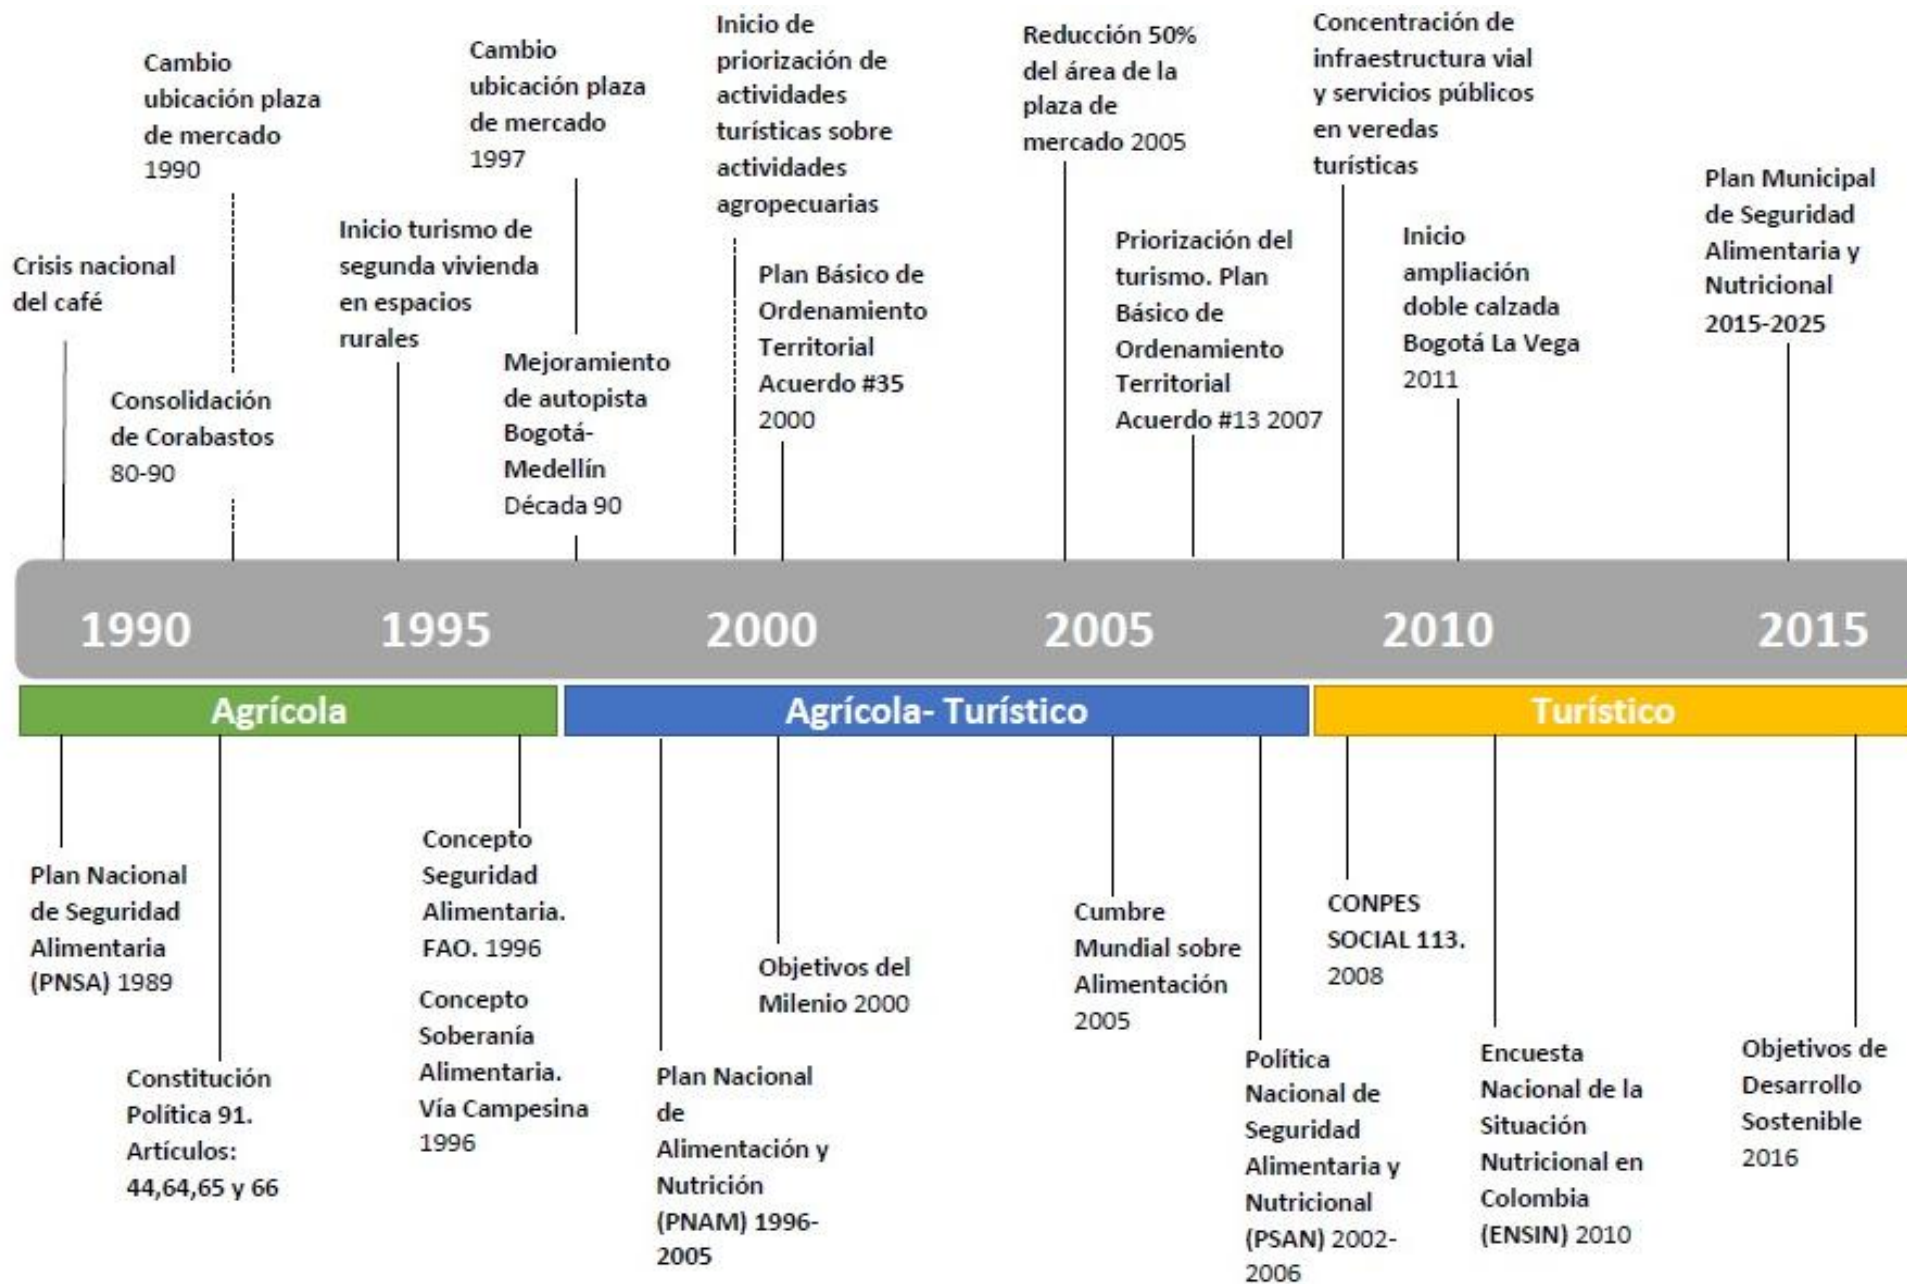 Crisis nacional
del café
Cambio
ubicación plaza
de mercado
1990
Consolidación
de Corabastos
80-90
Inicio turismo de
segunda vivienda
en espacios
rurales
Cambio
ubicación plaza
de mercado
1997
Mejoramiento
de autopista
Bogotá-
Medellín
Década 90
Inicio de
priorización de
actividades
turísticas sobre
actividades
agropecuarias
Plan Básico de
Ordenamiento
Territorial
Acuerdo #35
2000
Reducción 50%
del área de la
plaza de
mercado 2005
Priorización del
turismo. Plan
Básico de
Ordenamiento
Territorial
Acuerdo #13 2007
Concentración de
infraestructura vial
y servicios públicos
en veredas
turísticas
Inicio
ampliación
doble calzada
Bogotá La Vega
2011
Plan Municipal
de Seguridad
Alimentaria y
Nutricional
2015-2025
1990 1995 2000 2005 2010 2015
Agrícola Agrícola- Turístico Turístico
Plan Nacional
de Seguridad
Alimentaria
(PNSA) 1989
Constitución
Política 91.
Artículos:
44,64,65 y 66
Concepto
Seguridad
Alimentaria.
FAO. 1996
Concepto
Soberanía
Alimentaria.
Vía Campesina
1996
Plan Nacional
de
Alimentación y
Nutrición
(PNAM) 1996-
2005
Objetivos del
Milenio 2000
Cumbre
Mundial sobre
Alimentación
2005
Política
Nacional de
Seguridad
Alimentaria y
Nutricional
(PSAN) 2002-
2006
CONPES
SOCIAL 113.
2008
Encuesta
Nacional de la
Situación
Nutricional en
Colombia
(ENSIN) 2010
Objetivos de
Desarrollo
Sostenible
2016